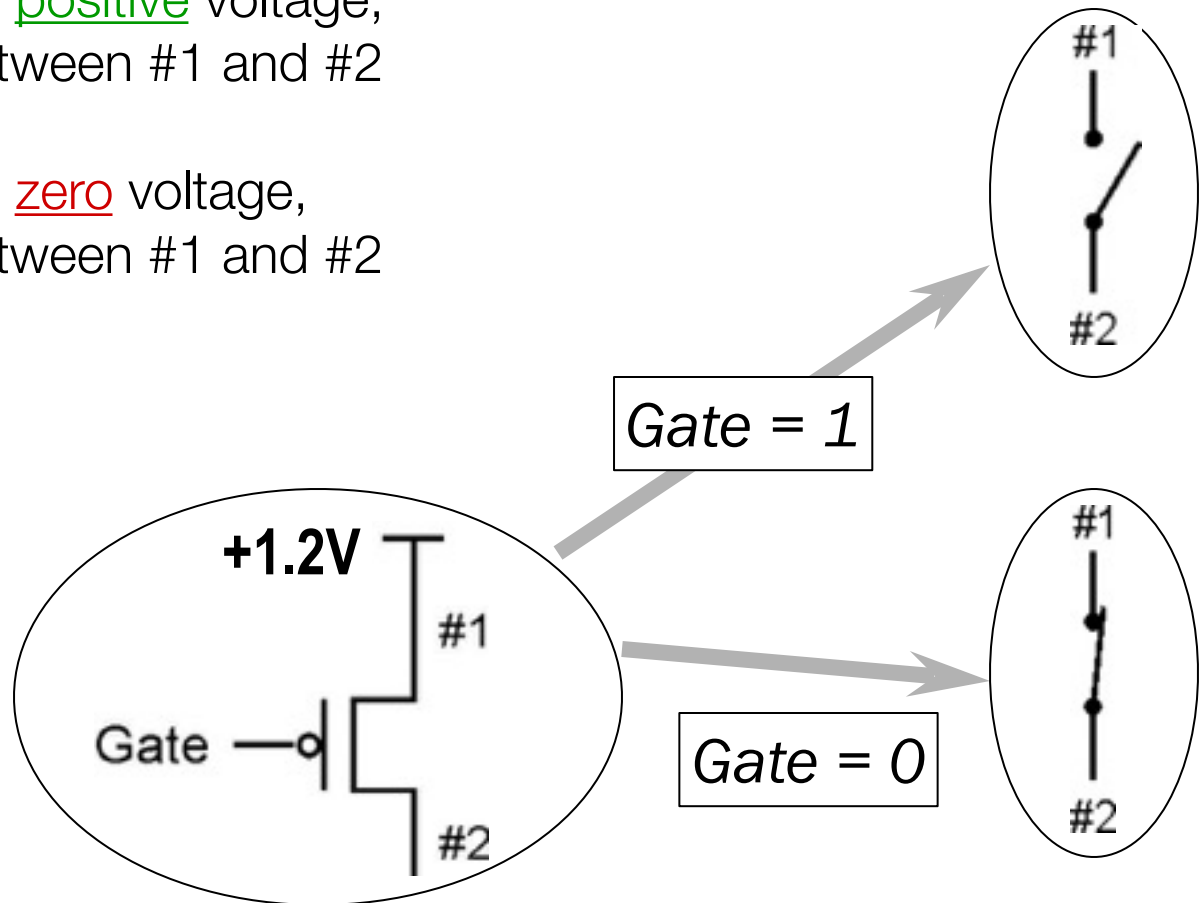 positive voltage,
tween #1 and #2
zero voltage,
tween #1 and #2
#1
#2
Gate = 1
+1.2V
#1
Gate
#2
#1
Gate = 0
#2